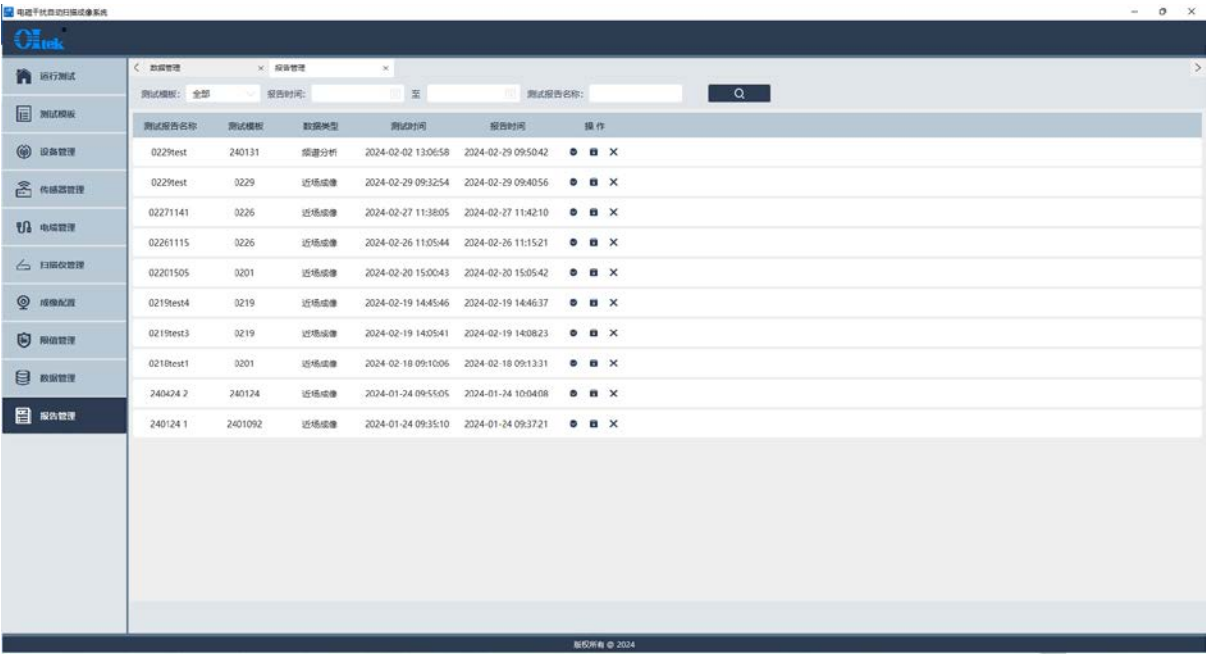 电磁干扰自动扫描成像系统
OItek
运行测试
测试模板
设备管理
传感器管理
电缆管理
扫描仪管理
成像配置
限值管理
数据管理
报告管理
数据管理 报告管理
测试模板: 全部 报告时间: 至 测试报告名称:
测试报告名称 测试模板 数据类型 测试时间 报告时间 操作
0229test 240131 频谱分析 2024-02-02 13:06:58 2024-02-29 09:50:42
0229test 0229 近场成像 2024-02-29 09:32:54 2024-02-29 09:40:56
02271141 0226 近场成像 2024-02-27 11:38:05 2024-02-27 11:42:10
02261115 0226 近场成像 2024-02-26 11:05:44 2024-02-26 11:15:21
02201505 0201 近场成像 2024-02-20 15:00:43 2024-02-20 15:05:42
0219test4 0219 近场成像 2024-02-19 14:45:46 2024-02-19 14:46:37
0219test3 0219 近场成像 2024-02-19 14:05:41 2024-02-19 14:08:23
0218test1 0201 近场成像 2024-02-18 09:10:06 2024-02-18 09:13:31
240424 2 240124 近场成像 2024-01-24 09:55:05 2024-01-24 10:04:08
240124 1 2401092 近场成像 2024-01-24 09:35:10 2024-01-24 09:37:21
版权所有 @ 2024